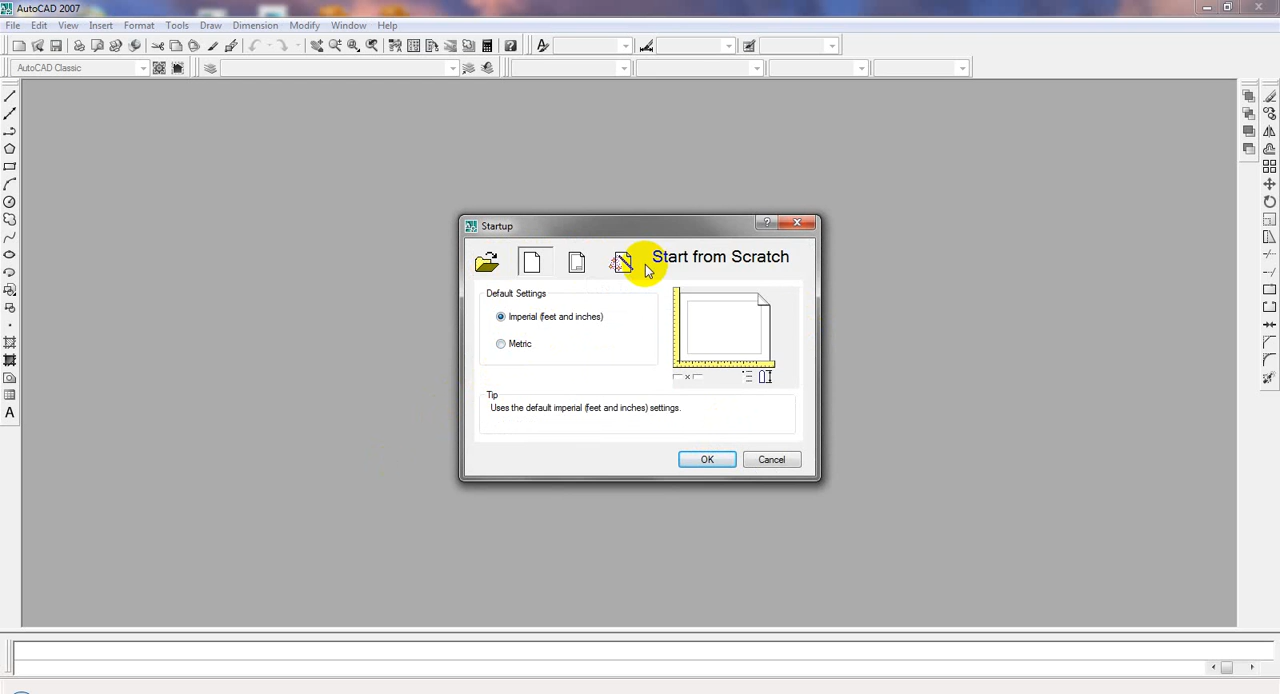 AutoCAD 2007
File Edit View Insert Format Tools Draw Dimension Modify Window Help
AutoCAD Classic
Startup
Start from Scratch
Default Settings
Imperial (feet and inches)
Metric
Tip
Uses the default imperial (feet and inches) settings.
OK Cancel